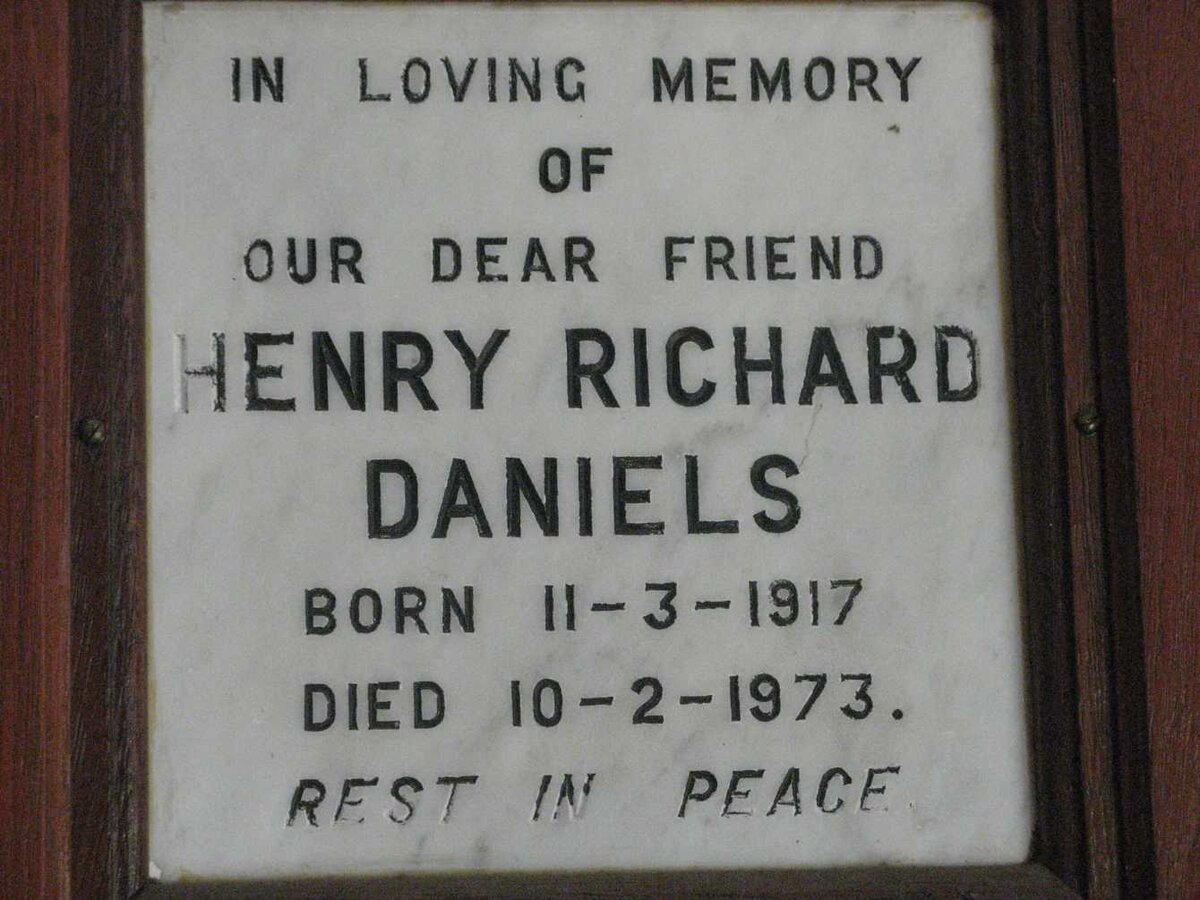 IN LOVING MEMORY
OF
OUR DEAR FRIEND
HENRY RICHARD
DANIELS
BORN 11-3-1917
DIED 10-2-1973.
REST IN PEACE